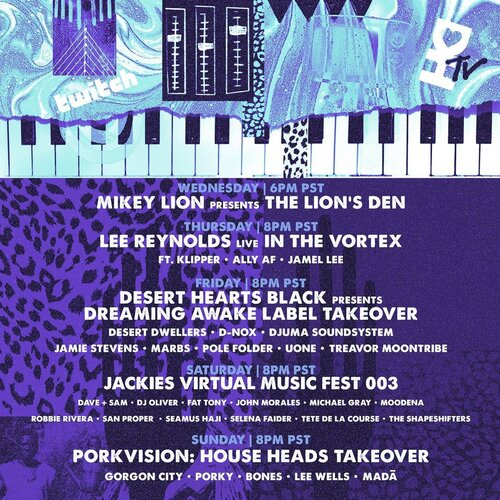 twitch
TV
WEDNESDAY | 6PM PST
MIKEY LION PRESENTS THE LION'S DEN
THURSDAY | 8PM PST
LEE REYNOLDS LIVE IN THE VORTEX
FT. KLIPPER • ALLY AF • JAMEL LEE
FRIDAY | 8PM PST
DESERT HEARTS BLACK PRESENTS
DREAMING AWAKE LABEL TAKEOVER
DESERT DWELLERS • D-NOX • DJUMA SOUNDSYSTEM
JAMIE STEVENS • MARBS • POLE FOLDER • UONE • TREAVOR MOONTRIBE
SATURDAY | 8PM PST
JACKIES VIRTUAL MUSIC FEST 003
DAVE + SAM • DJ OLIVER • FAT TONY • JOHN MORALES • MICHAEL GRAY • MOODENA
ROBBIE RIVERA • SAN PROPER • SEAMUS HAJI • SELENA FAIDER • TETE DE LA COURSE • THE SHAPESHIFTERS
SUNDAY | 8PM PST
PORKVISION: HOUSE HEADS TAKEOVER
GORGON CITY • PORKY • BONES • LEE WELLS • MADĀ